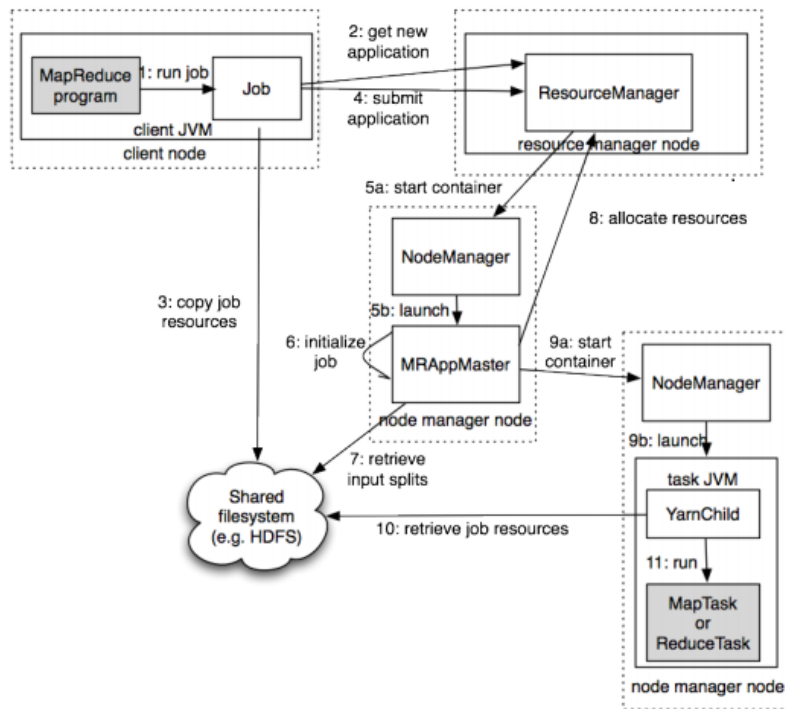 MapReduce
program
1: run job
Job
client JVM
client node
2: get new
application
4: submit
application
ResourceManager
resource manager node
5a: start container
8: allocate resources
NodeManager
5b: launch
3: copy job
resources
6: initialize
job
MRAppMaster
node manager node
9a: start
container
NodeManager
9b: launch
7: retrieve
input splits
Shared
filesystem
(e.g. HDFS)
task JVM
YarnChild
10: retrieve job resources
11: run
MapTask
or
ReduceTask
node manager node